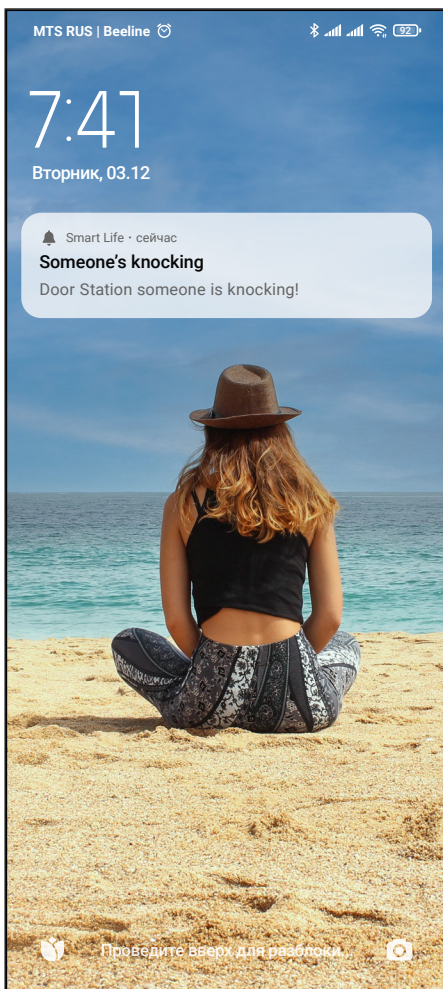 MTS RUS | Beeline
92
7:41
Вторник, 03.12
Smart Life · сейчас
Someone's knocking
Door Station someone is knocking!
Проведите вверх для разблоки...